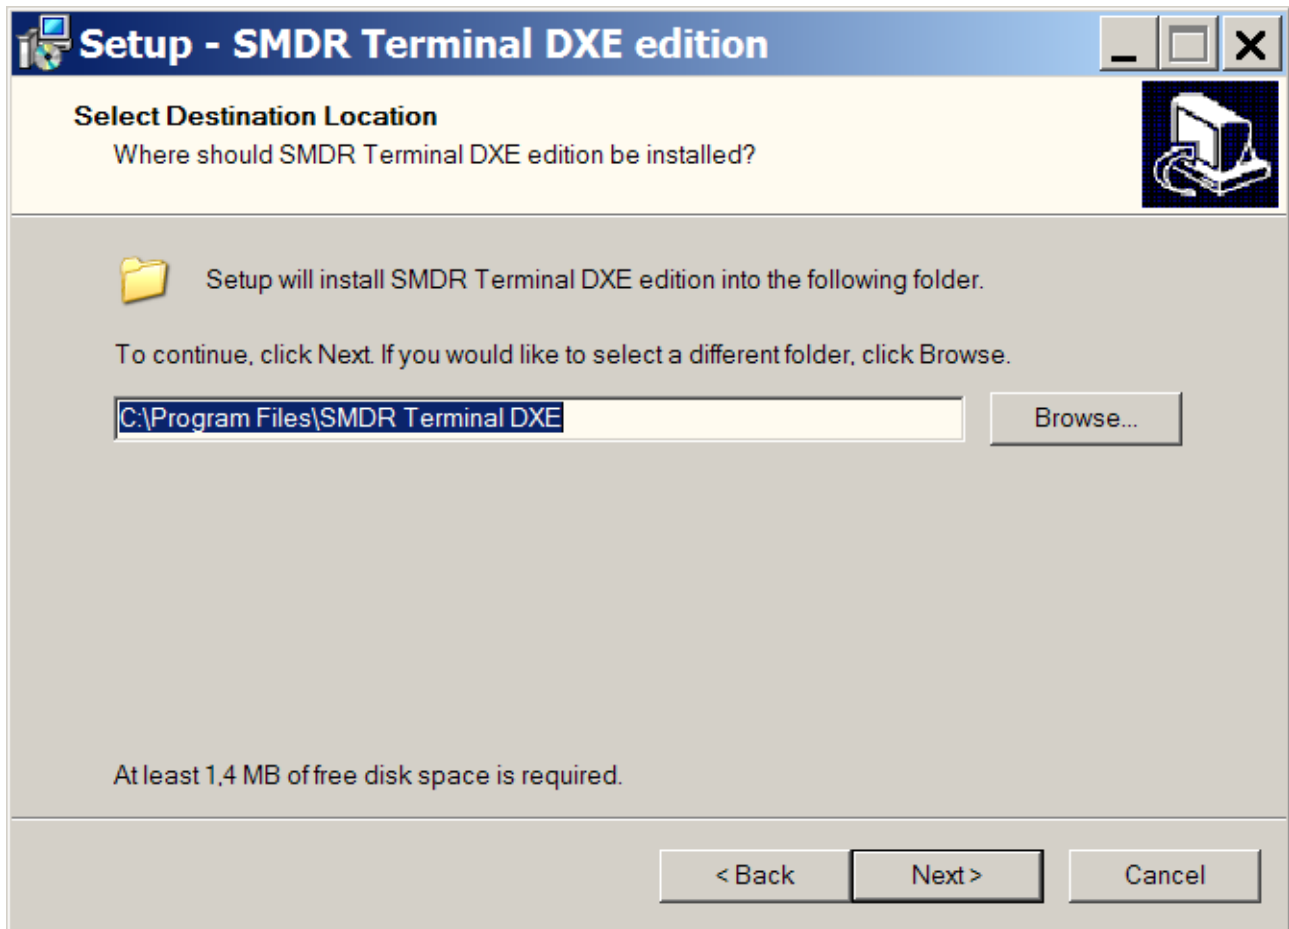 Setup - SMDR Terminal DXE edition
Select Destination Location
Where should SMDR Terminal DXE edition be installed?
Setup will install SMDR Terminal DXE edition into the following folder.
To continue, click Next. If you would like to select a different folder, click Browse.
C:\Program Files\SMDR Terminal DXE
Browse...
At least 1,4 MB of free disk space is required.
< Back
Next >
Cancel